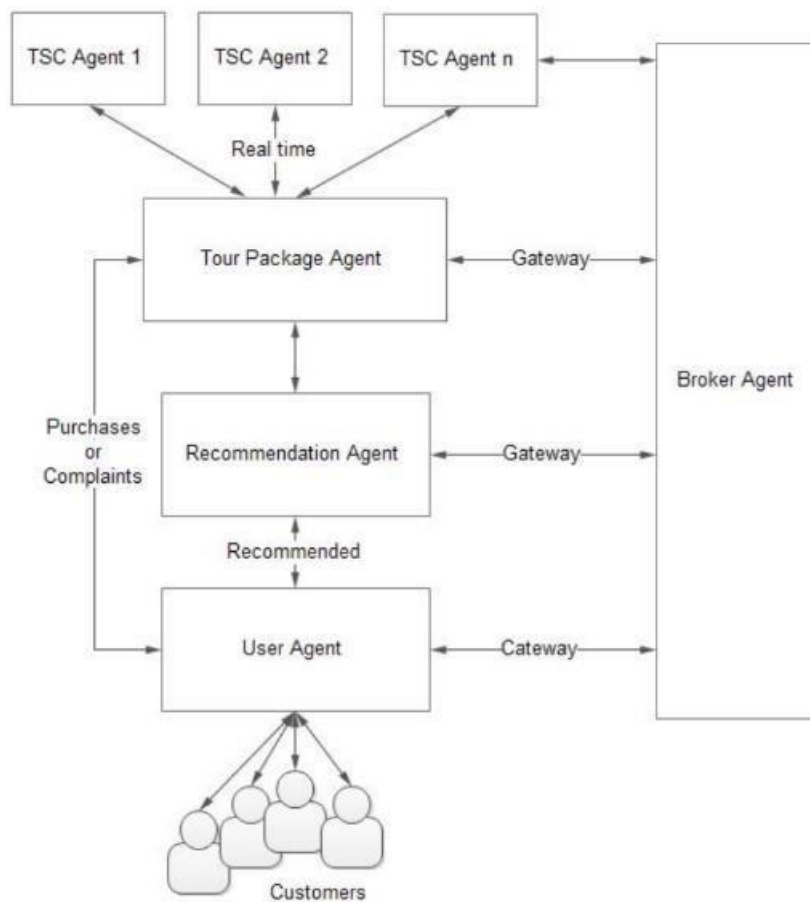 TSC Agent 1
TSC Agent 2
TSC Agent n
Real time
Tour Package Agent
Gateway
Broker Agent
Purchases
or
Complaints
Recommendation Agent
Gateway
Recommended
User Agent
Cateway
Customers